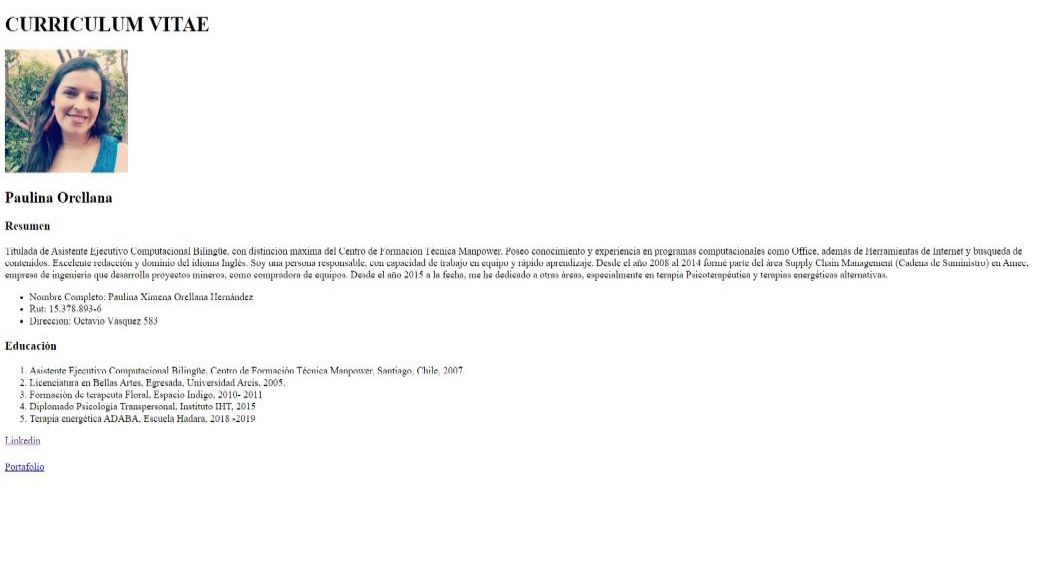 CURRICULUM VITAE
Paulina Orellana
Resumen
Titulada de Asistente Ejecutivo Computacional Bilingüe, con distinción máxima del Centro de Formación Técnica Manpower. Poseo conocimiento y experiencia en programas computacionales como Office, además de Herramientas de Internet y búsqueda de
contenidos. Excelente redacción y dominio del idioma Inglés. Soy una persona responsable, con capacidad de trabajo en equipo y rápido aprendizaje. Desde el año 2008 al 2014 formé parte del área Supply Chain Management (Cadena de Suministro) en Amec,
empresa de ingeniería que desarrolla proyectos mineros, como compradora de equipos. Desde el año 2015 a la fecha, me he dedicado a otras áreas, especialmente en terapia Psicoterapéutica y terapias energéticas alternativas.
• Nombre Completo: Paulina Ximena Orellana Hernández
• Rut: 15.378.893-6
• Direccion: Octavio Vásquez 583
Educación
1. Asistente Ejecutivo Computacional Bilingüe, Centro de Formación Técnica Manpower, Santiago, Chile, 2007.
2. Licenciatura en Bellas Artes, Egresada, Universidad Arcis, 2005.
3. Formación de terapeuta Floral, Espacio Indigo, 2010- 2011
4. Diplomado Psicología Transpersonal, Instituto IHT, 2015
5. Terapia energética ADABA, Escuela Hadara, 2018 -2019
Linkedin
Portafolio